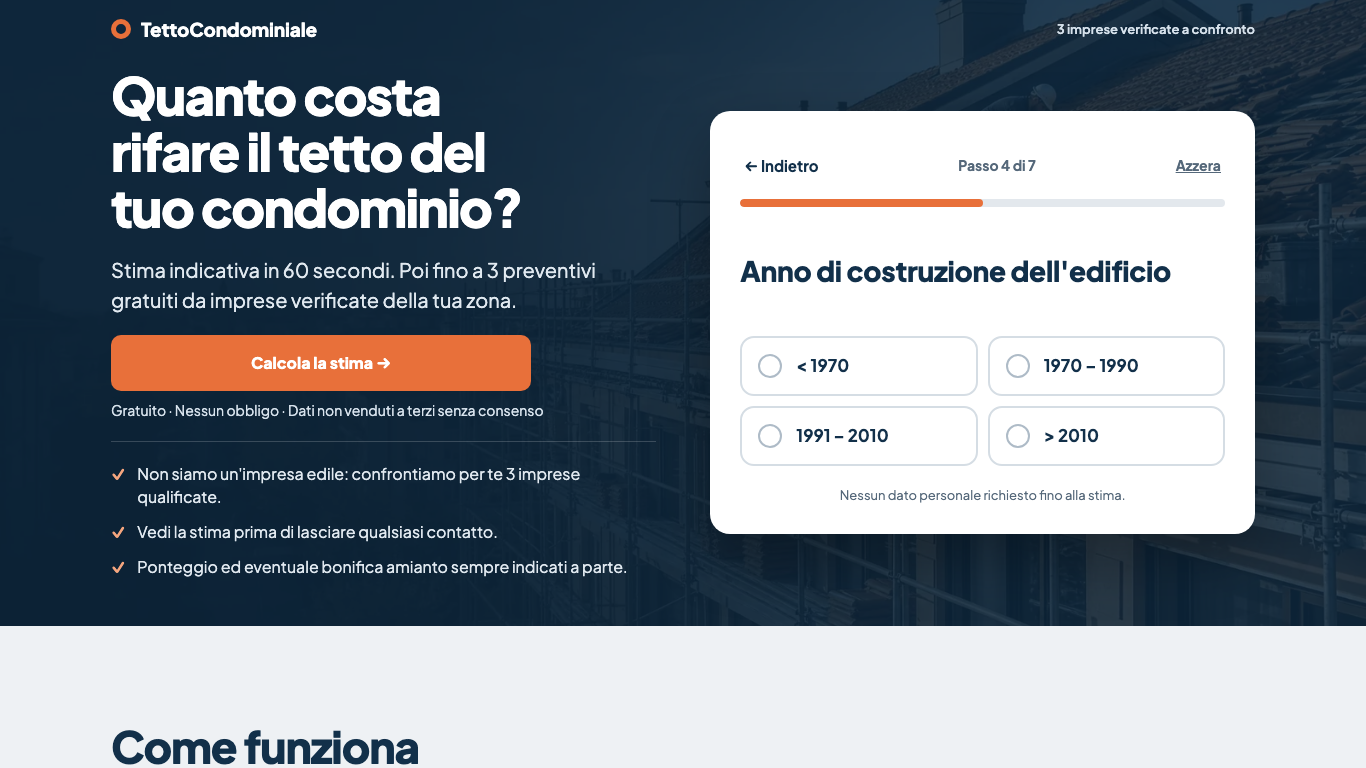 TettoCondominiale
3 imprese verificate a confronto
Quanto costa
rifare il tetto del
tuo condominio?
Stima indicativa in 60 secondi. Poi fino a 3 preventivi
gratuiti da imprese verificate della tua zona.
Calcola la stima →
Gratuito · Nessun obbligo · Dati non venduti a terzi senza consenso
Non siamo un'impresa edile: confrontiamo per te 3 imprese
qualificate.
Vedi la stima prima di lasciare qualsiasi contatto.
Ponteggio ed eventuale bonifica amianto sempre indicati a parte.
← Indietro
Passo 4 di 7
Azzera
Anno di costruzione dell'edificio
< 1970
1970 – 1990
1991 – 2010
> 2010
Nessun dato personale richiesto fino alla stima.
Come funziona